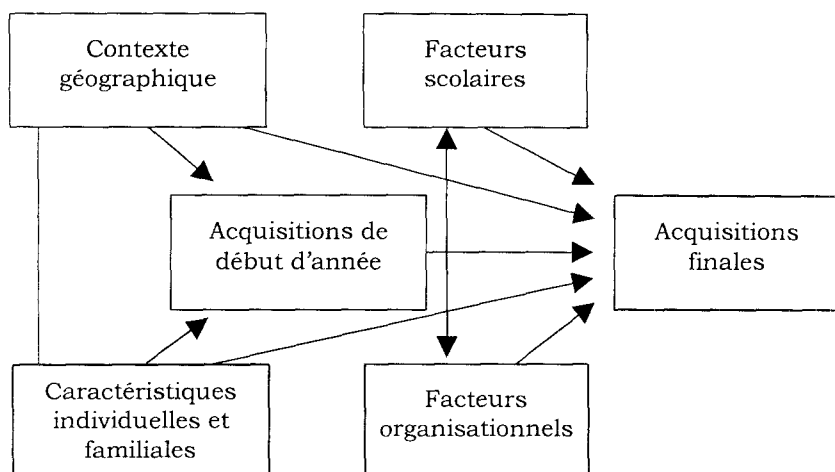 Contexte
géographique
Facteurs
scolaires
Acquisitions de
début d'année
Acquisitions
finales
Caractéristiques
individuelles et
familiales
Facteurs
organisationnels